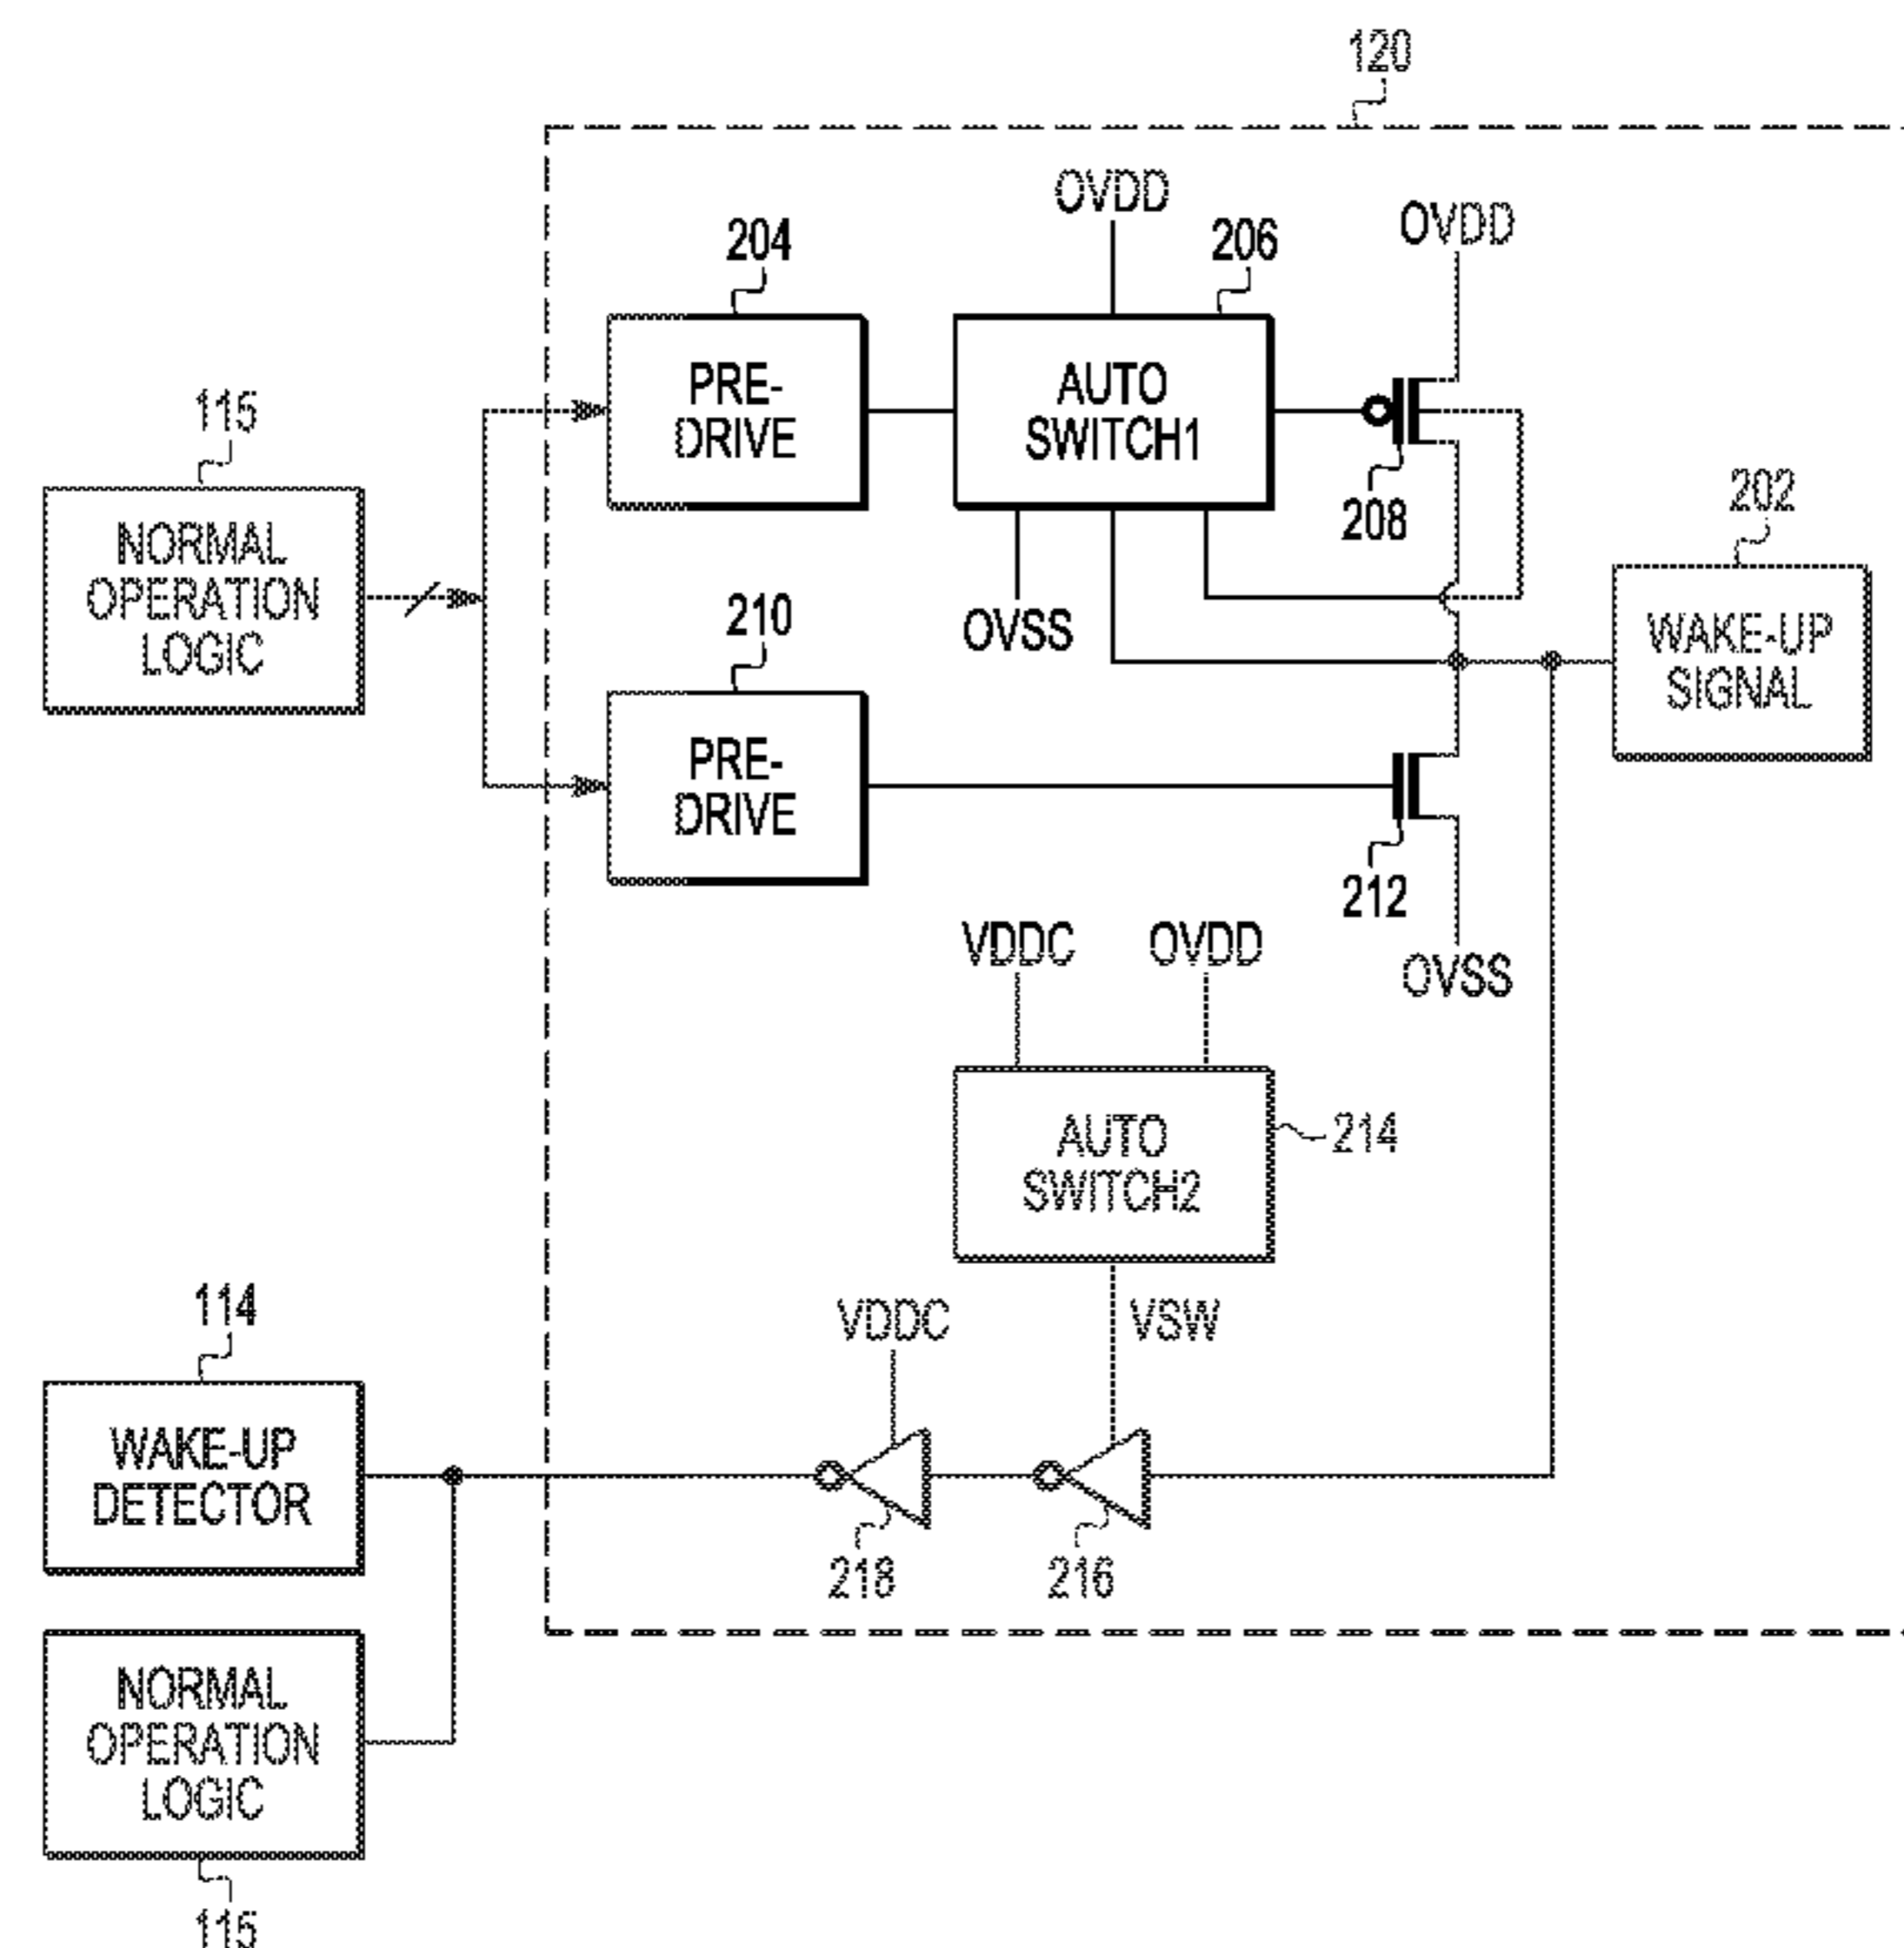 120
OVDD
OVDD
204
206
PRE-
DRIVE
AUTO
SWITCH1
115
208
202
NORMAL
OPERATION
LOGIC
OVSS
WAKE-UP
SIGNAL
210
PRE-
DRIVE
212
VDDC
OVDD
OVSS
AUTO
SWITCH2
214
114
VDDC
VSW
WAKE-UP
DETECTOR
218
216
NORMAL
OPERATION
LOGIC
115